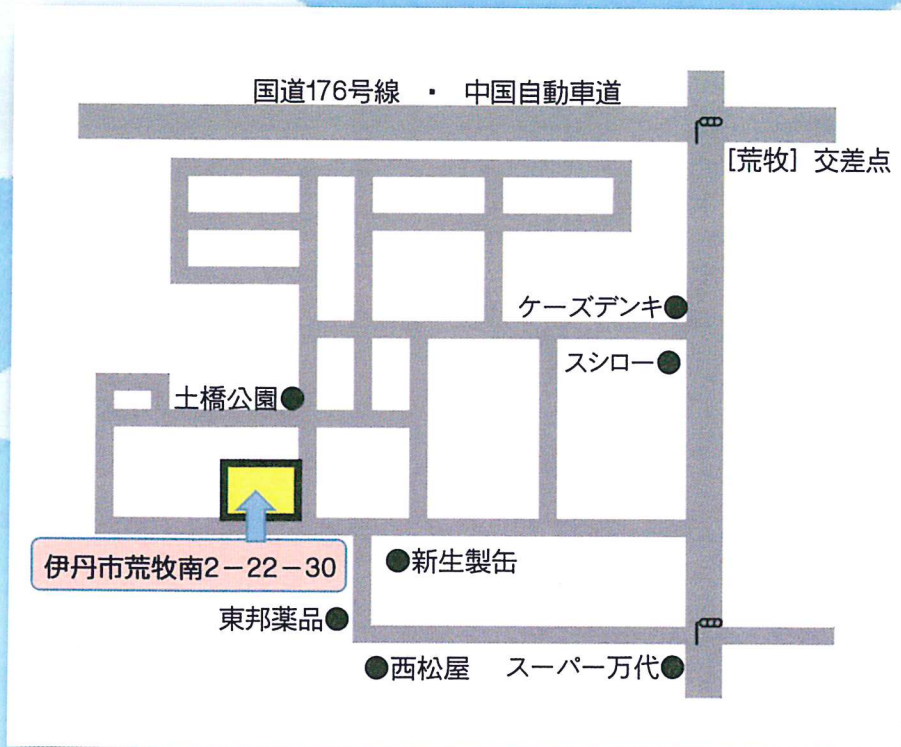 国道176号線 ・ 中国自動車道
[荒牧] 交差点
ケーズデンキ
スシロー
土橋公園
伊丹市荒牧南2－22－30
新生製缶
東邦薬品
西松屋 スーパー万代